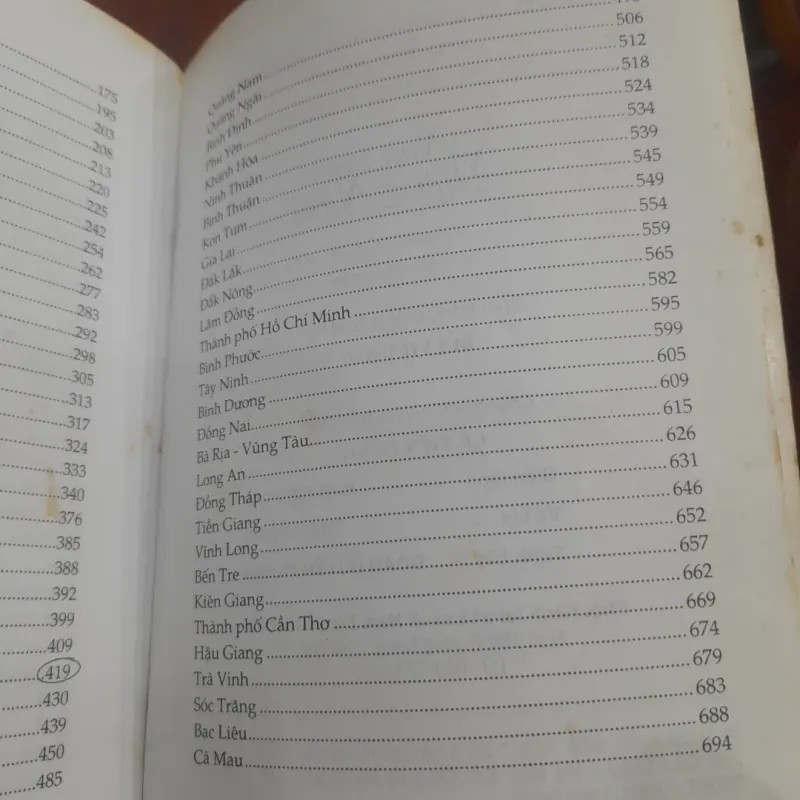 175
195
203
208
213
220
225
242
254
262
277
283
292
298
305
313
317
324
333
340
376
385
388
392
399
409
419
430
439
450
485
Quảng Nam
Quảng Ngãi 506
Bình Định 512
Phú Yên 518
Khánh Hòa 524
Ninh Thuận 534
Bình Thuận 539
Kon Tum 545
Gia Lai 549
Đắk Lắk 554
Đắk Nông 559
Lâm Đồng 565
Thành phố Hồ Chí Minh 582
Bình Phước 595
Tây Ninh 599
Bình Dương 605
Đồng Nai 609
Bà Rịa - Vũng Tàu 615
Long An 626
Đồng Tháp 631
Tiền Giang 646
Vĩnh Long 652
Bến Tre 657
Kiên Giang 662
Thành phố Cần Thơ 669
Hậu Giang 674
Trà Vinh 679
Sóc Trăng 683
Bạc Liêu 688
Cà Mau 694